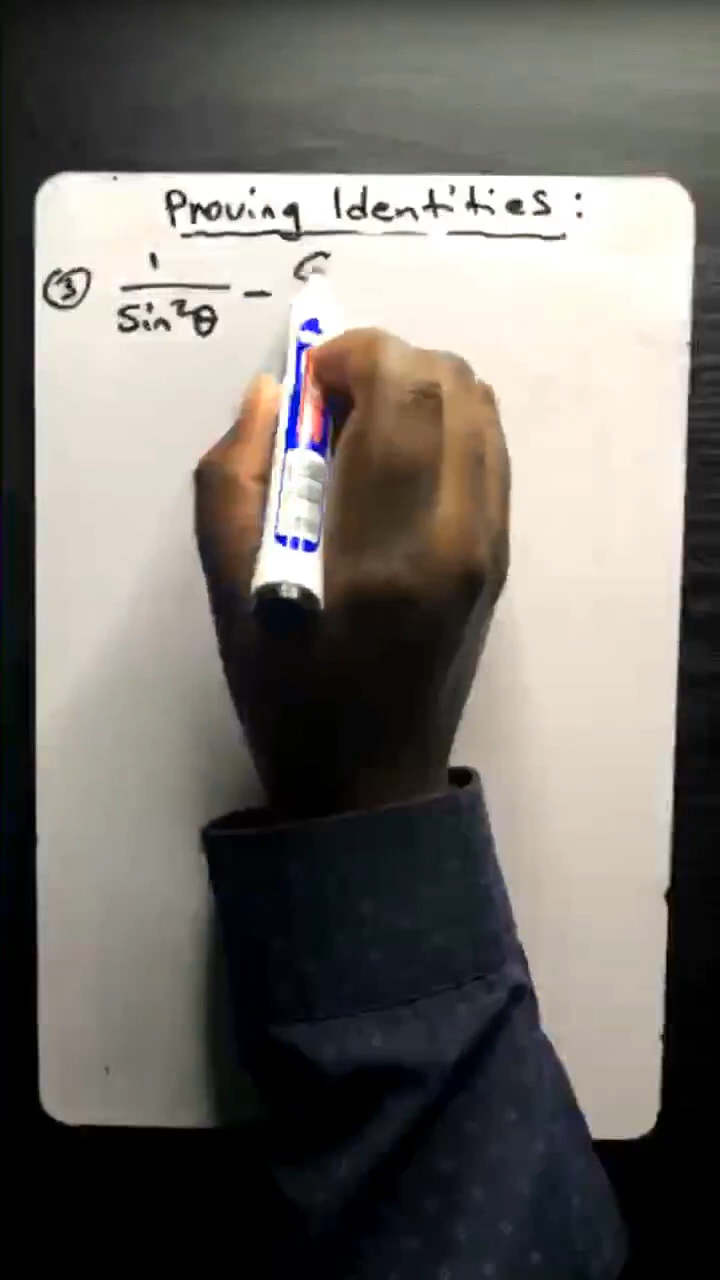 Proving Identities:
③ 1/Sin²θ - C